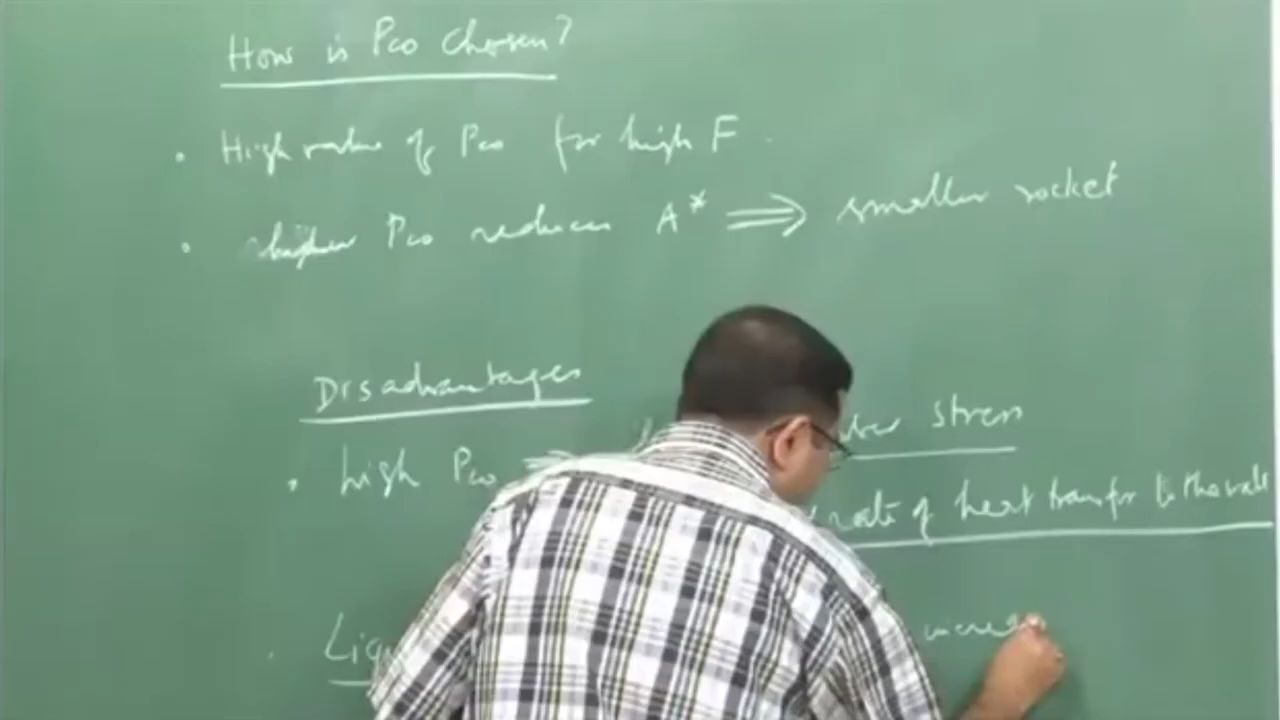 How is Pco chosen?
• High value of Pco for high F.
• higher Pco reduces A* ⟹ smaller rocket
Disadvantages
• high Pco stress
rate of heat transfer to the wall